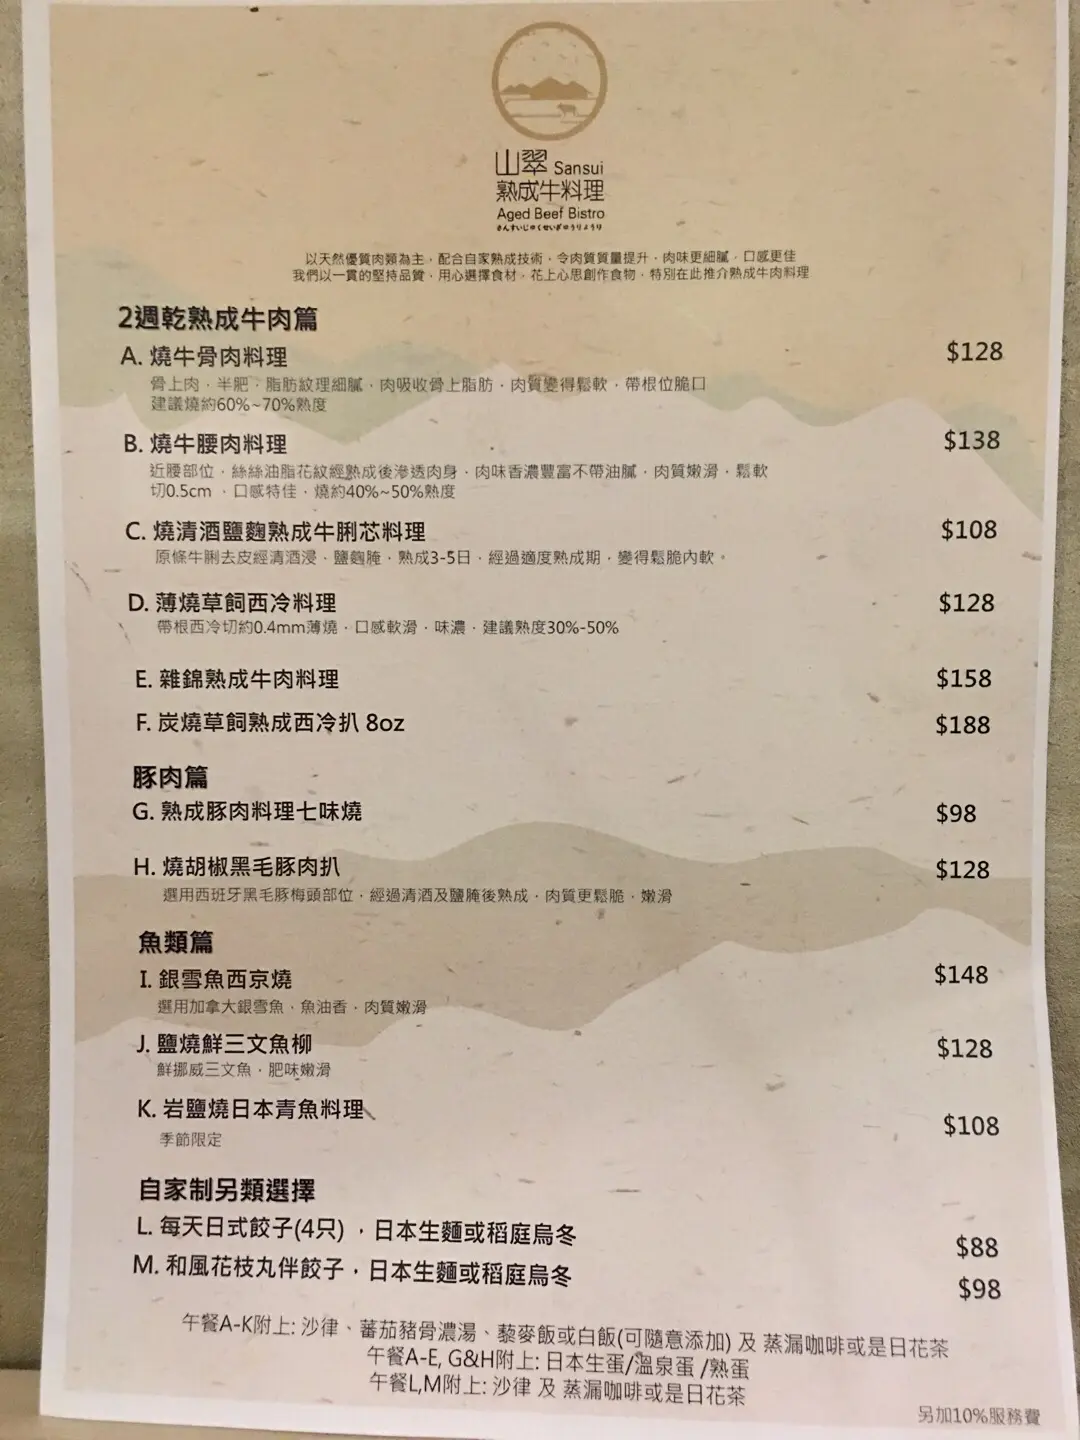 山翠 Sansui
熟成牛料理
Aged Beef Bistro
さんすいじゅくせいぎゅうりょうり
以天然優質肉類為主，配合自家熟成技術，令肉質質量提升，肉味更細膩，口感更佳
我們以一貫的堅持品質，用心選擇食材，花上心思創作食物，特別在此推介熟成牛肉料理
2週乾熟成牛肉篇
A. 燒牛骨肉料理 $128
骨上肉，半肥，脂肪紋理細膩，肉吸收骨上脂肪，肉質變得鬆軟，帶根位脆口
建議燒約60%~70%熟度
B. 燒牛腰肉料理 $138
近腰部位，絲絲油脂花紋經熟成後滲透肉身，肉味香濃豐富不帶油膩，肉質嫩滑，鬆軟
切0.5cm ，口感特佳，燒約40%~50%熟度
C. 燒清酒鹽麴熟成牛脷芯料理 $108
原條牛脷去皮經清酒浸，鹽麴腌，熟成3-5日，經過適度熟成期，變得鬆脆內軟。
D. 薄燒草飼西冷料理 $128
帶根西冷切約0.4mm薄燒，口感軟滑，味濃，建議熟度30%-50%
E. 雜錦熟成牛肉料理 $158
F. 炭燒草飼熟成西冷扒 8oz $188
豚肉篇
G. 熟成豚肉料理七味燒 $98
H. 燒胡椒黑毛豚肉扒 $128
選用西班牙黑毛豚梅頭部位，經過清酒及鹽腌後熟成，肉質更鬆脆，嫩滑
魚類篇
I. 銀雪魚西京燒 $148
選用加拿大銀雪魚，魚油香，肉質嫩滑
J. 鹽燒鮮三文魚柳 $128
鮮挪威三文魚，肥味嫩滑
K. 岩鹽燒日本青魚料理 $108
季節限定
自家制另類選擇
L. 每天日式餃子(4只) ，日本生麵或稻庭烏冬 $88
M. 和風花枝丸伴餃子，日本生麵或稻庭烏冬 $98
午餐A-K附上: 沙律、蕃茄豬骨濃湯、藜麥飯或白飯(可隨意添加) 及 蒸漏咖啡或是日花茶
午餐A-E, G&H附上: 日本生蛋/溫泉蛋 /熟蛋
午餐L,M附上: 沙律 及 蒸漏咖啡或是日花茶
另加10%服務費